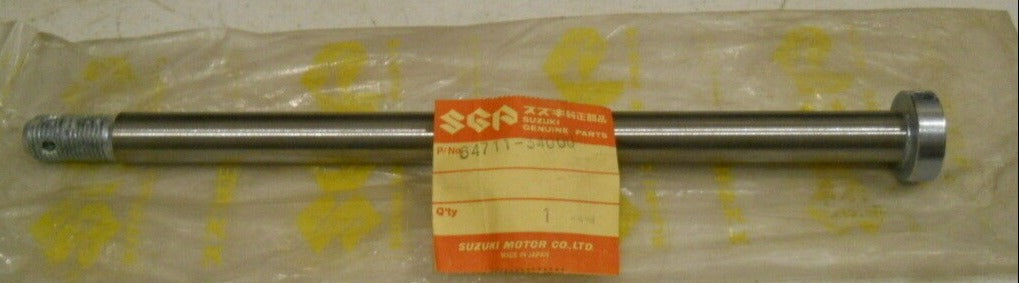 SGP スズキ純正部品
SUZUKI
GENUINE PARTS
P/No. 64711-34000
Q'ty 1
SUZUKI MOTOR CO.,LTD.
MADE IN JAPAN